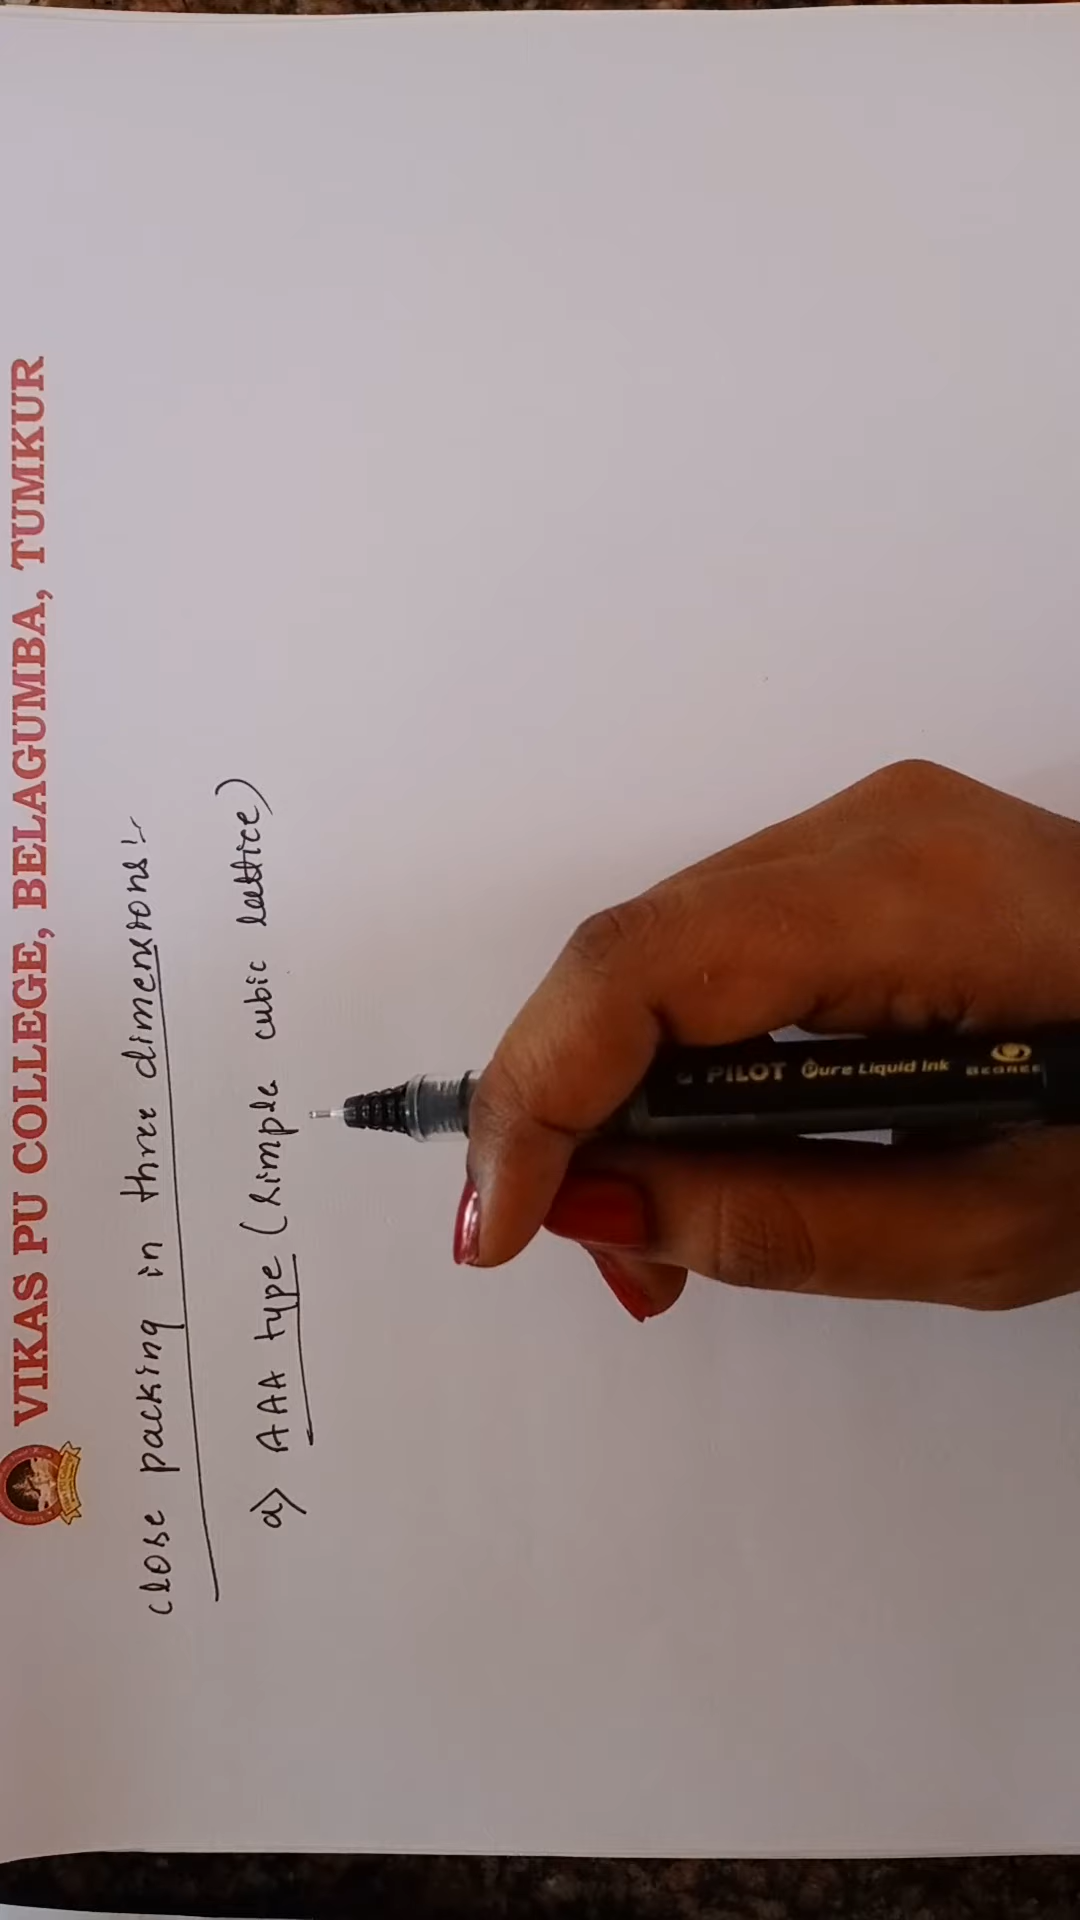 VIKAS PU COLLEGE, BELAGUMBA, TUMKUR
Close packing in three dimensions:-
a) AAA type (simple cubic lattice)
PILOT Pure Liquid Ink